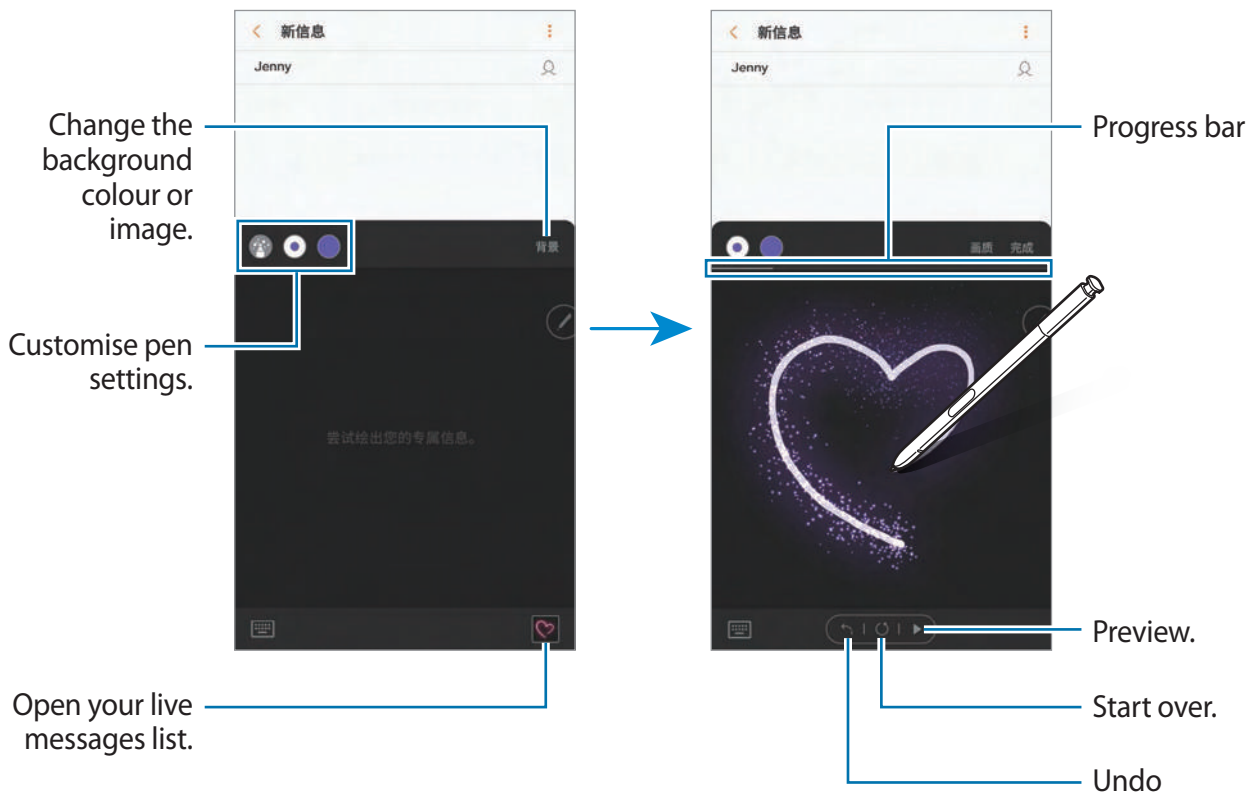 新信息
Jenny
Change the
background
colour or
image.
背景
Customise pen
settings.
尝试绘出您的专属信息。
Open your live
messages list.
新信息
Jenny
Progress bar
画质 完成
Preview.
Start over.
Undo